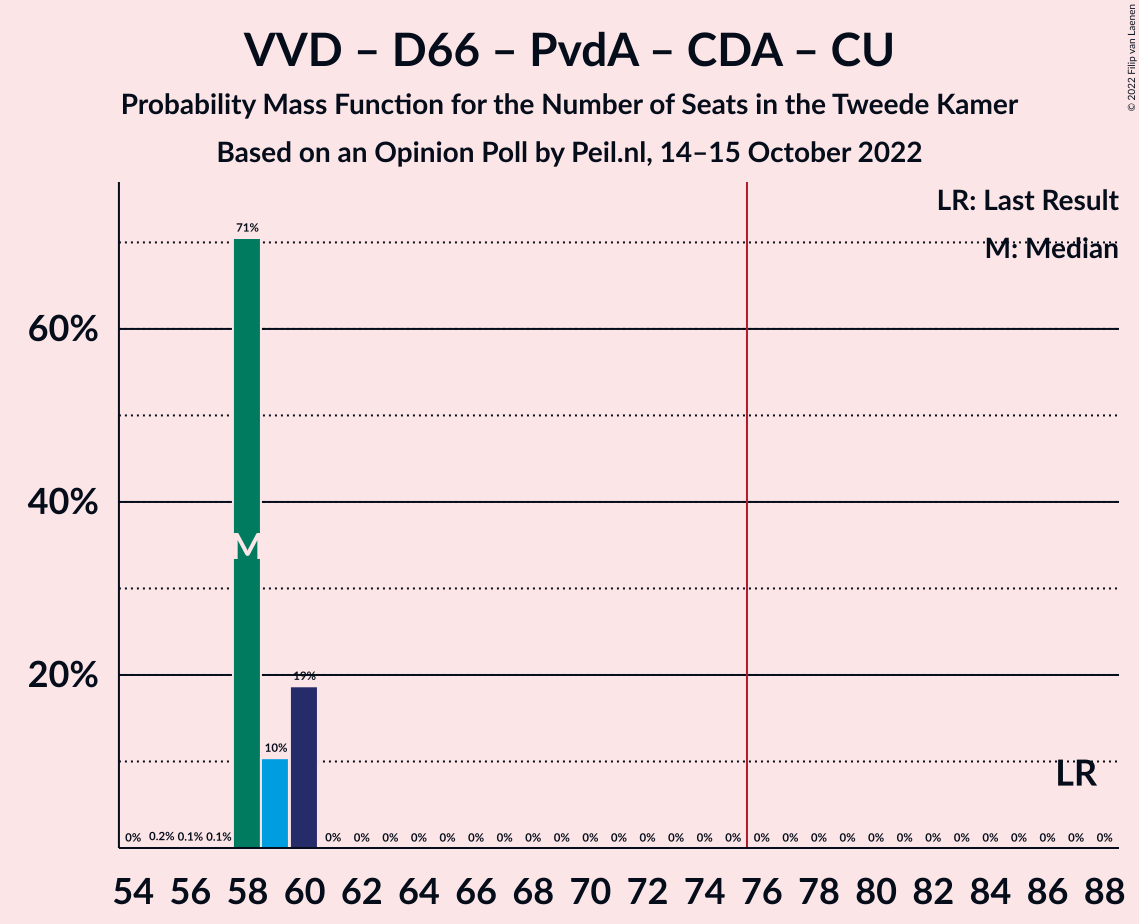 VVD – D66 – PvdA – CDA – CU
Probability Mass Function for the Number of Seats in the Tweede Kamer
Based on an Opinion Poll by Peil.nl, 14–15 October 2022
© 2022 Filip van Laenen
LR: Last Result
M: Median
71%
60%
40%
M
20%
19%
10%
LR
0% 0.2% 0.1% 0.1% 0% 0% 0% 0% 0% 0% 0% 0% 0% 0% 0% 0% 0% 0% 0% 0% 0% 0% 0% 0% 0% 0% 0% 0% 0% 0% 0% 0%
54 56 58 60 62 64 66 68 70 72 74 76 78 80 82 84 86 88